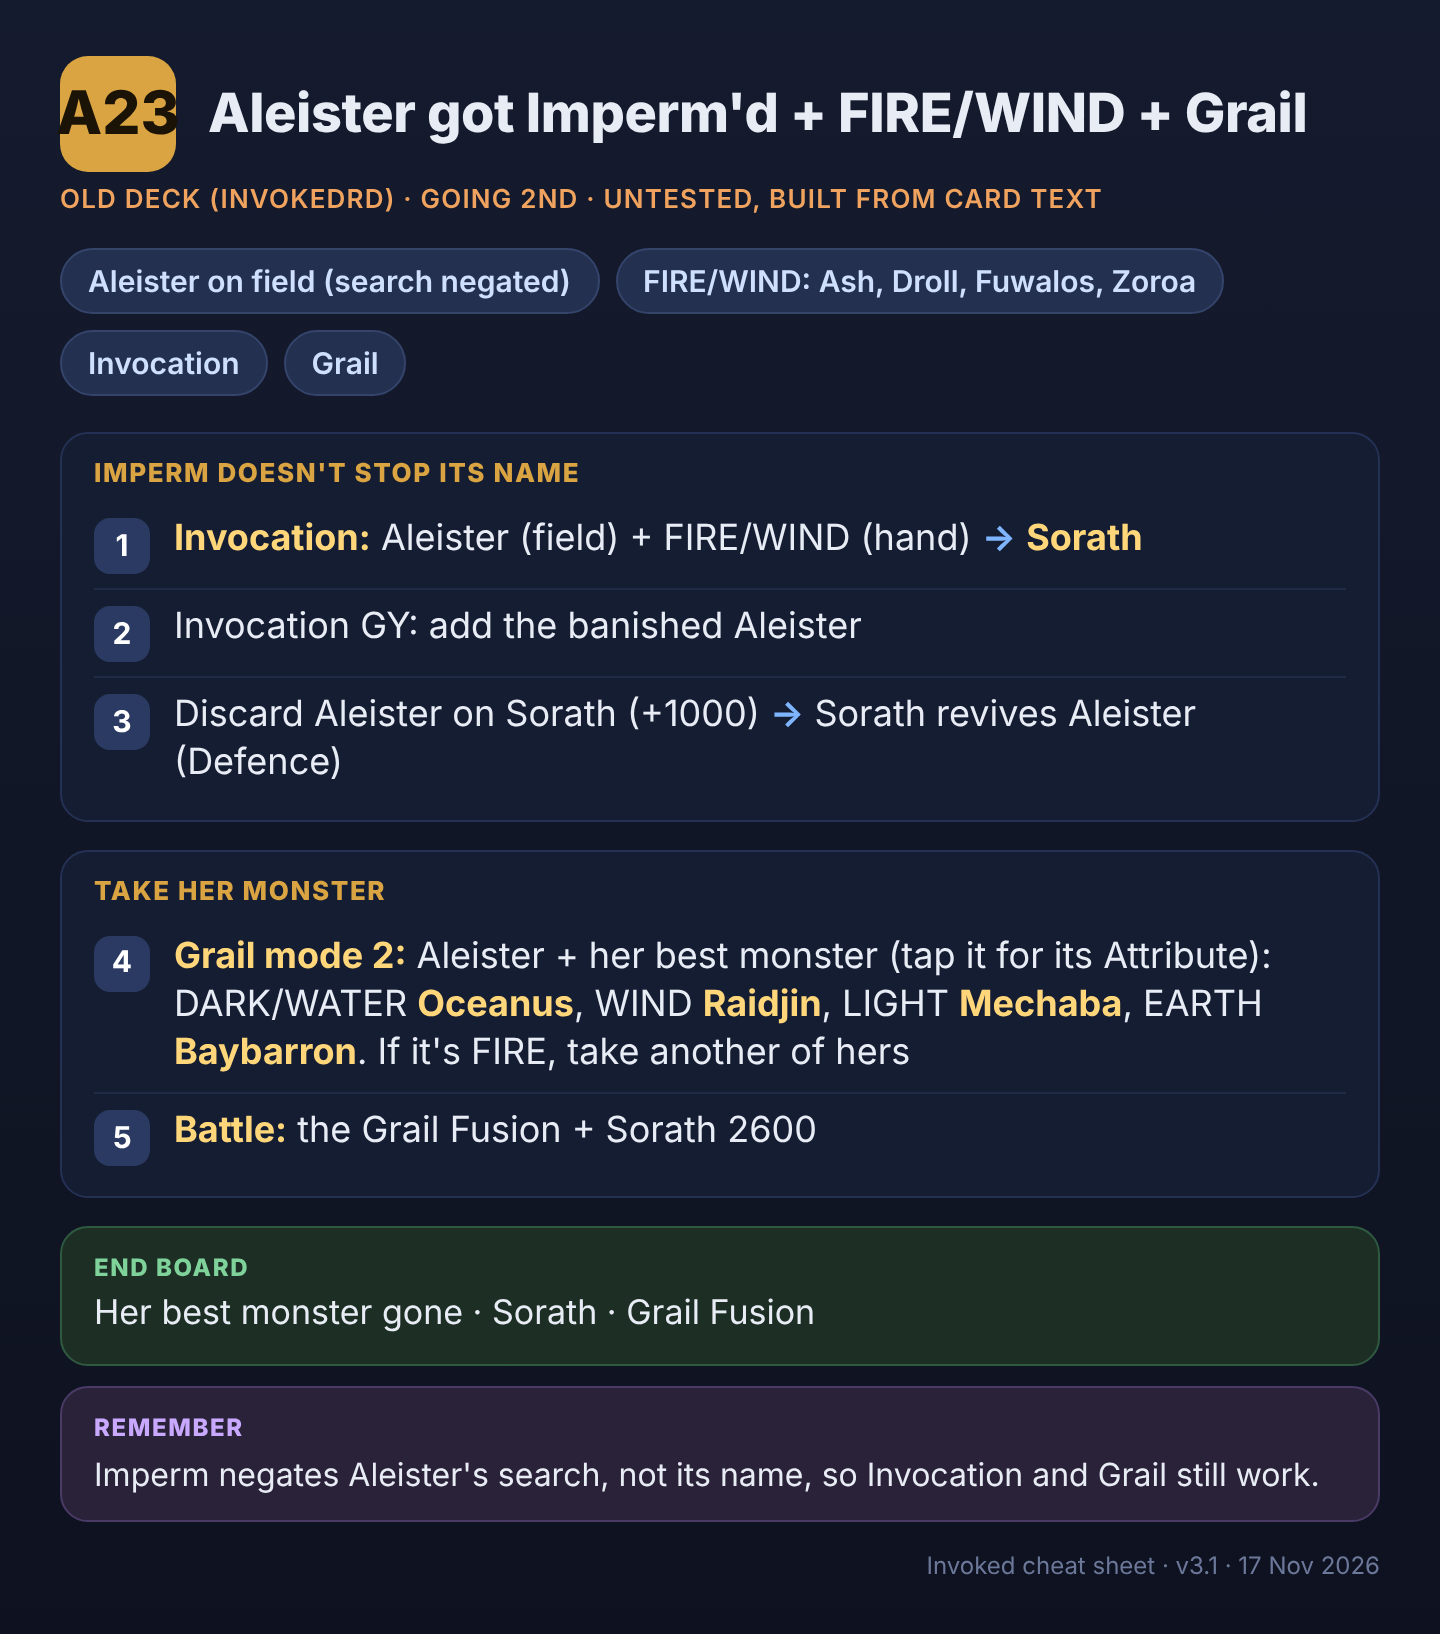 A23
Aleister got Imperm'd + FIRE/WIND + Grail
OLD DECK (INVOKEDRD) · GOING 2ND · UNTESTED, BUILT FROM CARD TEXT
Aleister on field (search negated)
FIRE/WIND: Ash, Droll, Fuwalos, Zoroa
Invocation
Grail
IMPERM DOESN'T STOP ITS NAME
1
Invocation: Aleister (field) + FIRE/WIND (hand) → Sorath
2
Invocation GY: add the banished Aleister
3
Discard Aleister on Sorath (+1000) → Sorath revives Aleister
(Defence)
TAKE HER MONSTER
4
Grail mode 2: Aleister + her best monster (tap it for its Attribute):
DARK/WATER Oceanus, WIND Raidjin, LIGHT Mechaba, EARTH
Baybarron. If it's FIRE, take another of hers
5
Battle: the Grail Fusion + Sorath 2600
END BOARD
Her best monster gone · Sorath · Grail Fusion
REMEMBER
Imperm negates Aleister's search, not its name, so Invocation and Grail still work.
Invoked cheat sheet · v3.1 · 17 Nov 2026